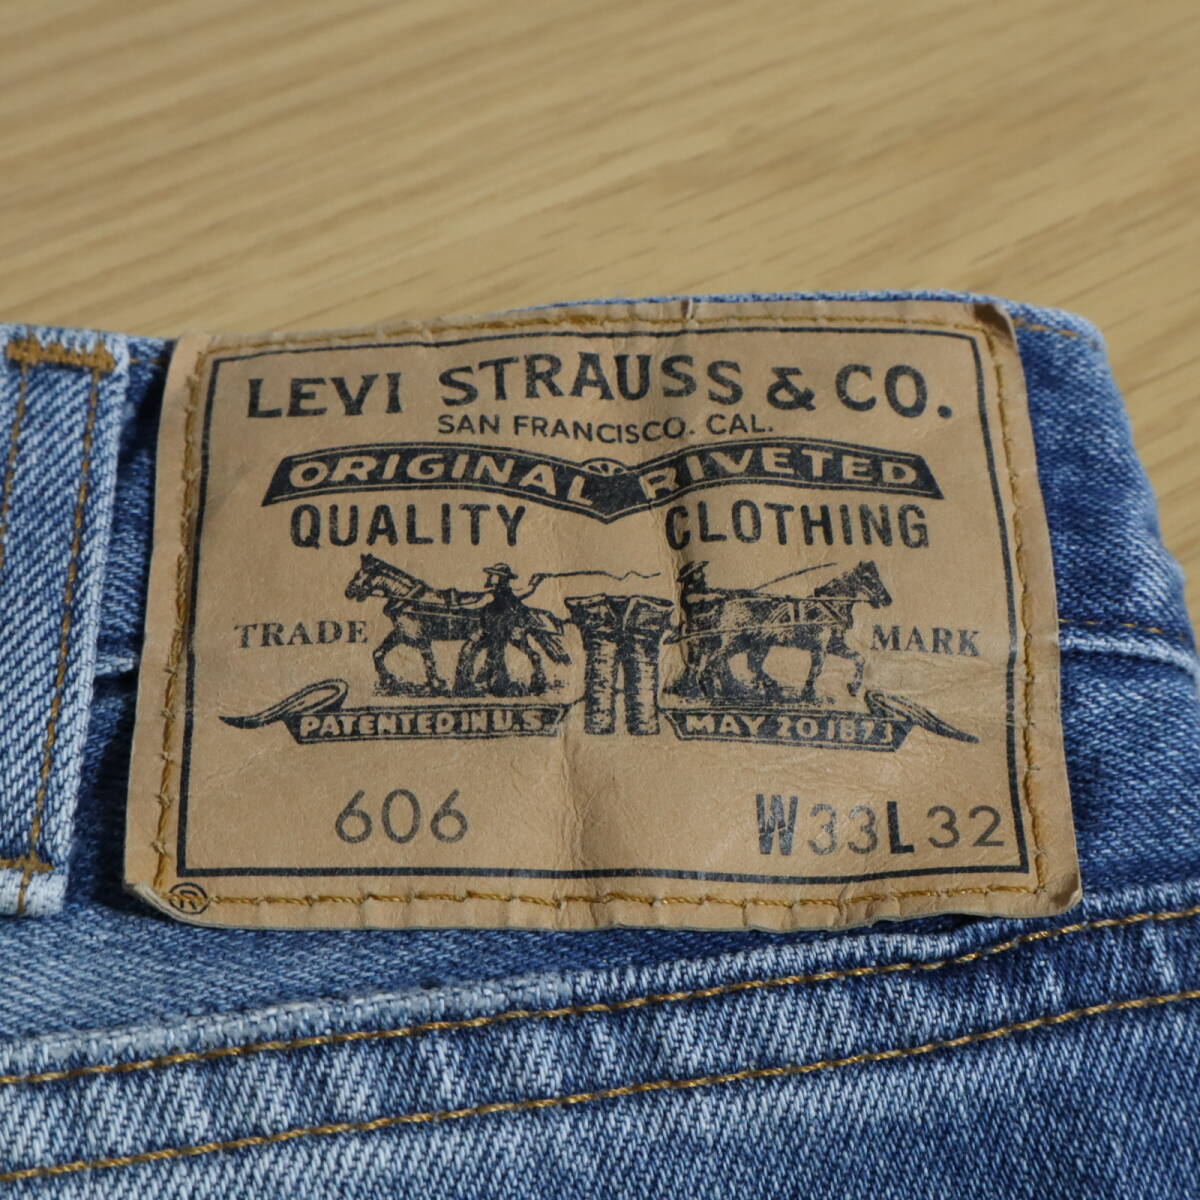 LEVI STRAUSS & CO.
SAN FRANCISCO. CAL.
ORIGINAL RIVETED
QUALITY CLOTHING
TRADE MARK
PATENTED IN U.S. MAY 20 1873
606 W33L32
®